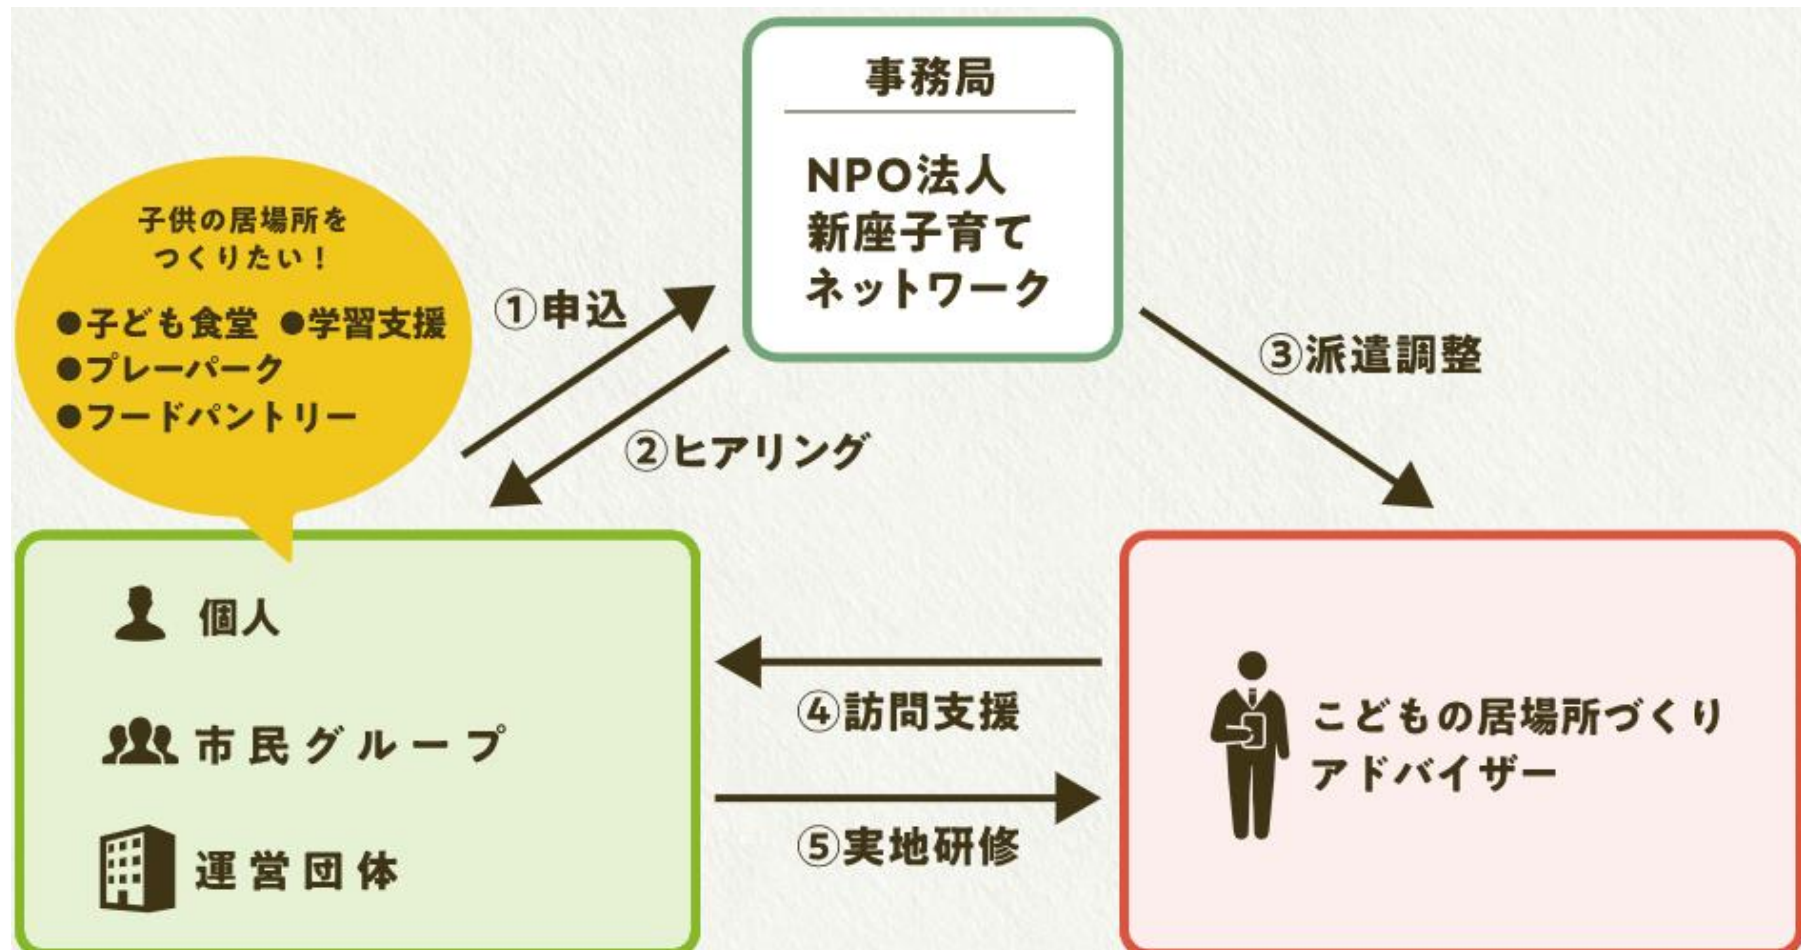 事務局
NPO法人
新座子育て
ネットワーク
子供の居場所を
つくりたい！
●子ども食堂 ●学習支援
●プレーパーク
●フードパントリー
①申込
②ヒアリング
③派遣調整
個人
市民グループ
運営団体
④訪問支援
⑤実地研修
こどもの居場所づくり
アドバイザー